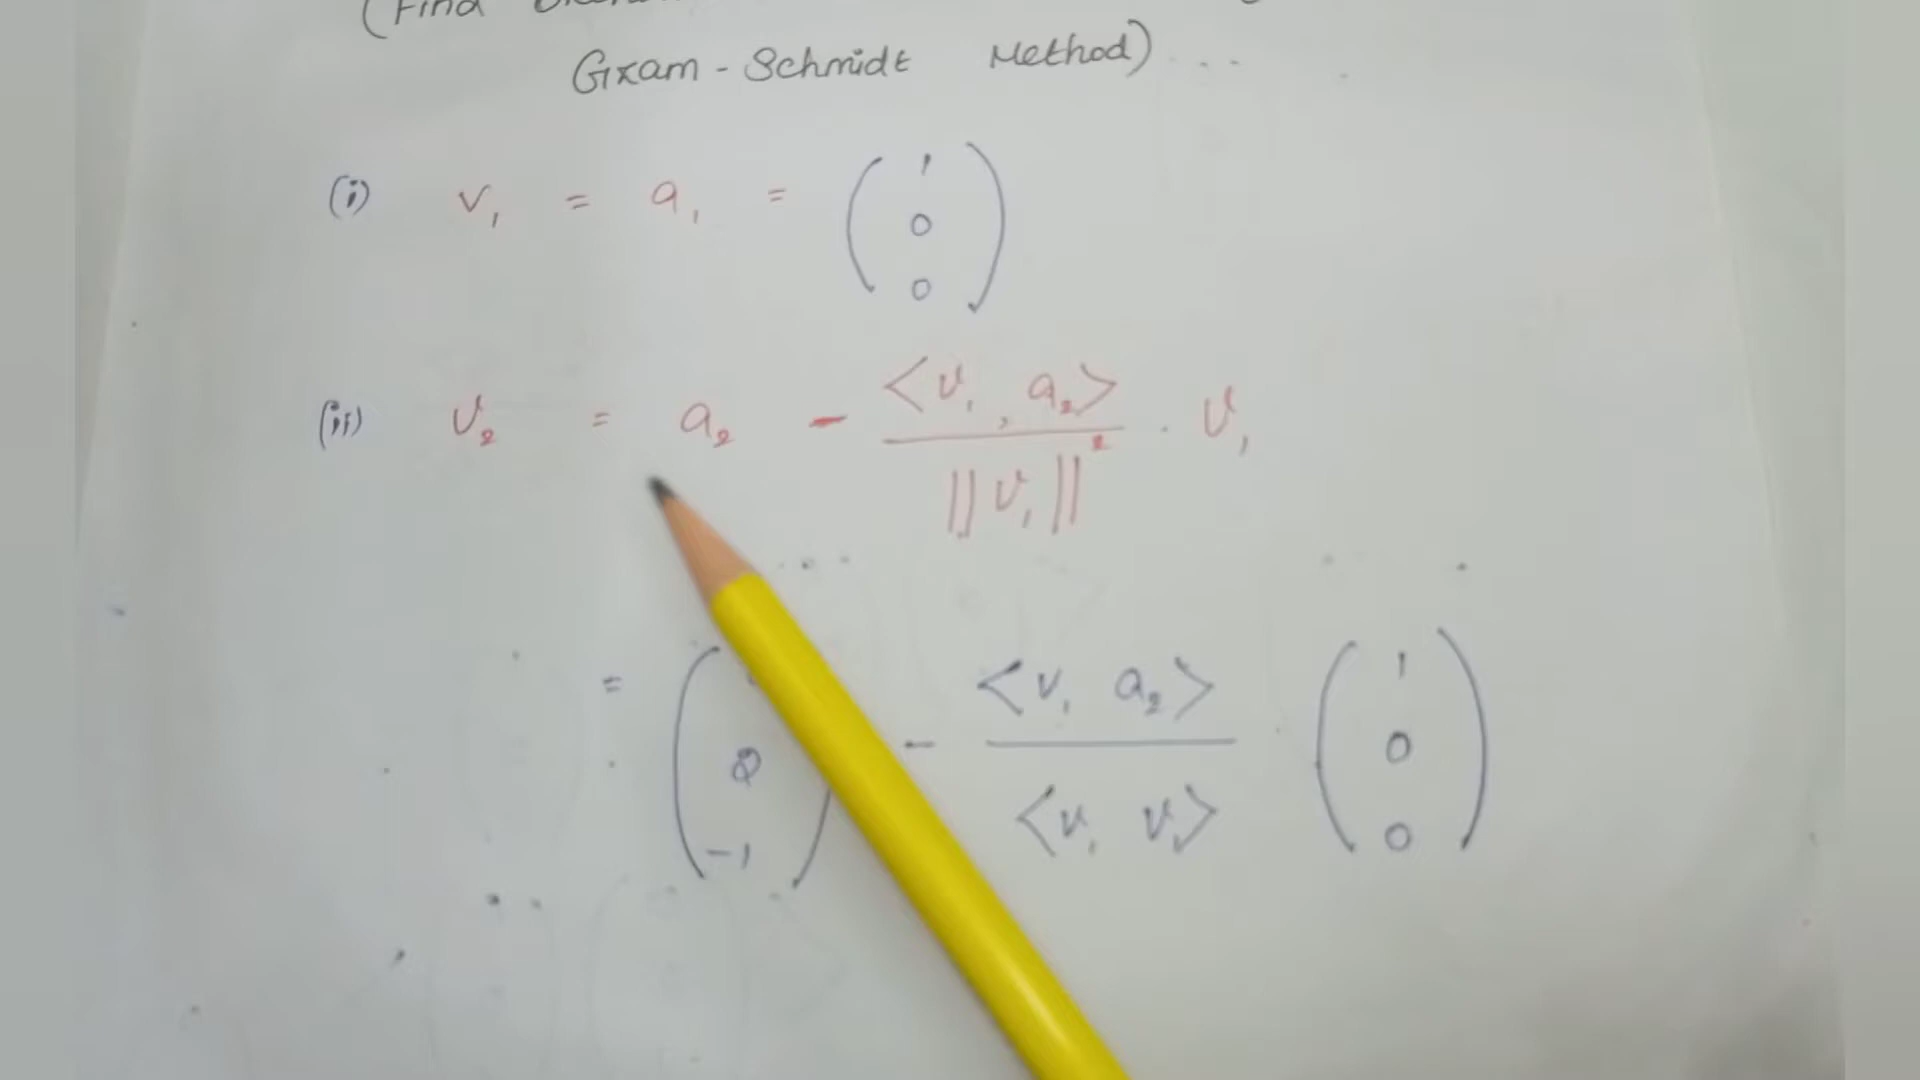 (Find
Gram - Schmidt Method) ...
(i) v₁ = a₁ = ( 1 0 0 )
(ii) v₂ = a₂ - <v₁, a₂> / ||v₁||² . v₁
= ( -1 ) - <v₁ a₂> / <v₁ v₁> ( 1 0 0 )